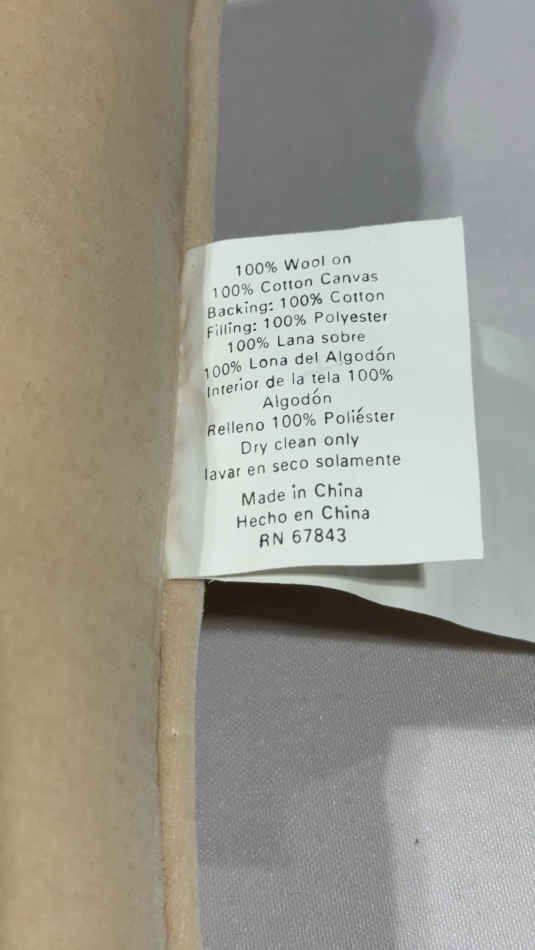 100% Wool on
100% Cotton Canvas
Backing: 100% Cotton
Filling: 100% Polyester
100% Lana sobre
100% Lona del Algodón
Interior de la tela 100%
Algodón
Relleno 100% Poliéster
Dry clean only
lavar en seco solamente
Made in China
Hecho en China
RN 67843